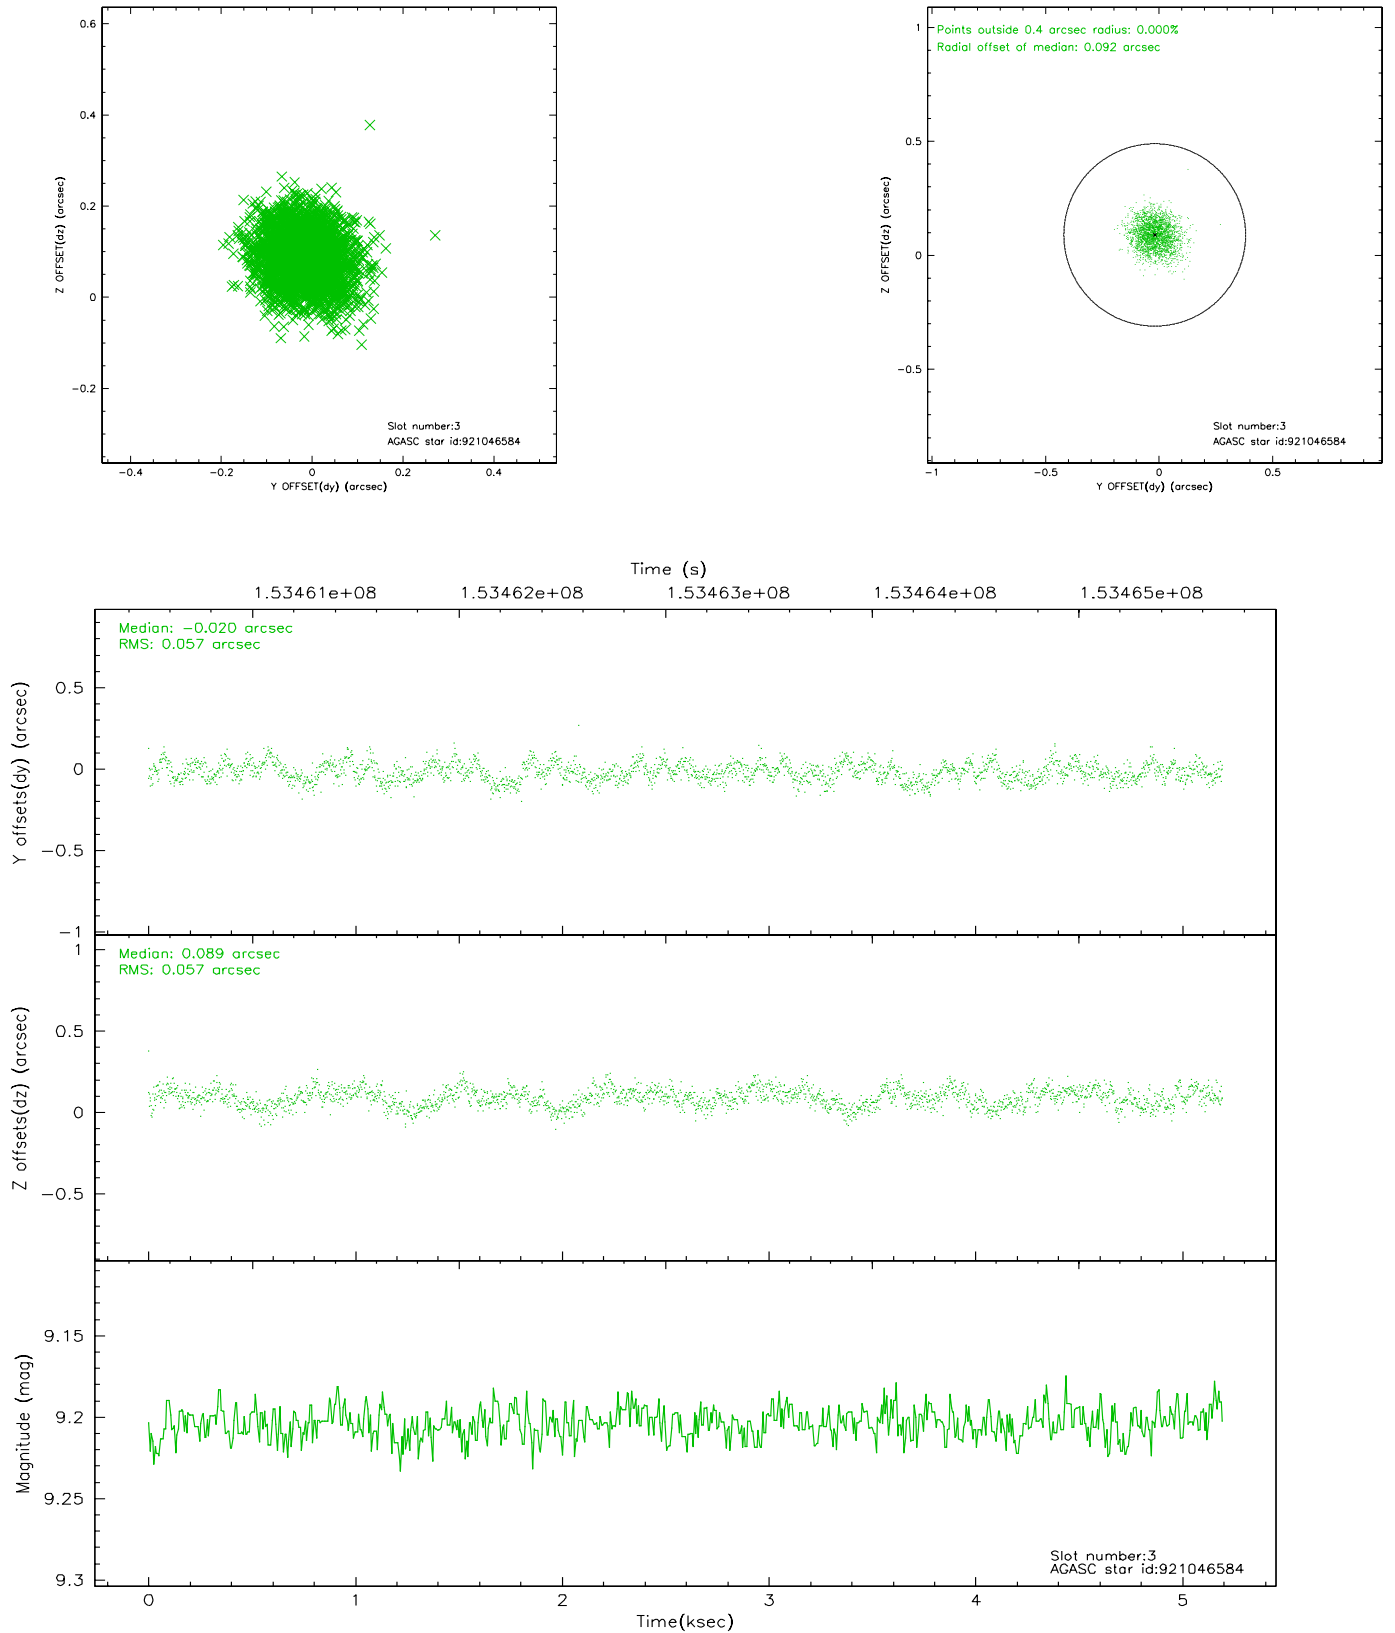 0.6
0.4
0.2
0
−0.2
Z OFFSET(dz) (arcsec)
Slot number:3
AGASC star id:921046584
−0.4 −0.2 0 0.2 0.4
Y OFFSET(dy) (arcsec)
Points outside 0.4 arcsec radius: 0.000%
Radial offset of median: 0.092 arcsec
1
0.5
0
−0.5
Z OFFSET(dz) (arcsec)
Slot number:3
AGASC star id:921046584
−1 −0.5 0 0.5
Y OFFSET(dy) (arcsec)
Time (s)
1.53461e+08 1.53462e+08 1.53463e+08 1.53464e+08 1.53465e+08
Median: −0.020 arcsec
RMS: 0.057 arcsec
0.5
0
−0.5
−1
Y offsets(dy) (arcsec)
Median: 0.089 arcsec
RMS: 0.057 arcsec
1
0.5
0
−0.5
Z offsets(dz) (arcsec)
9.15
9.2
9.25
9.3
Magnitude (mag)
Slot number:3
AGASC star id:921046584
0 1 2 3 4 5
Time(ksec)